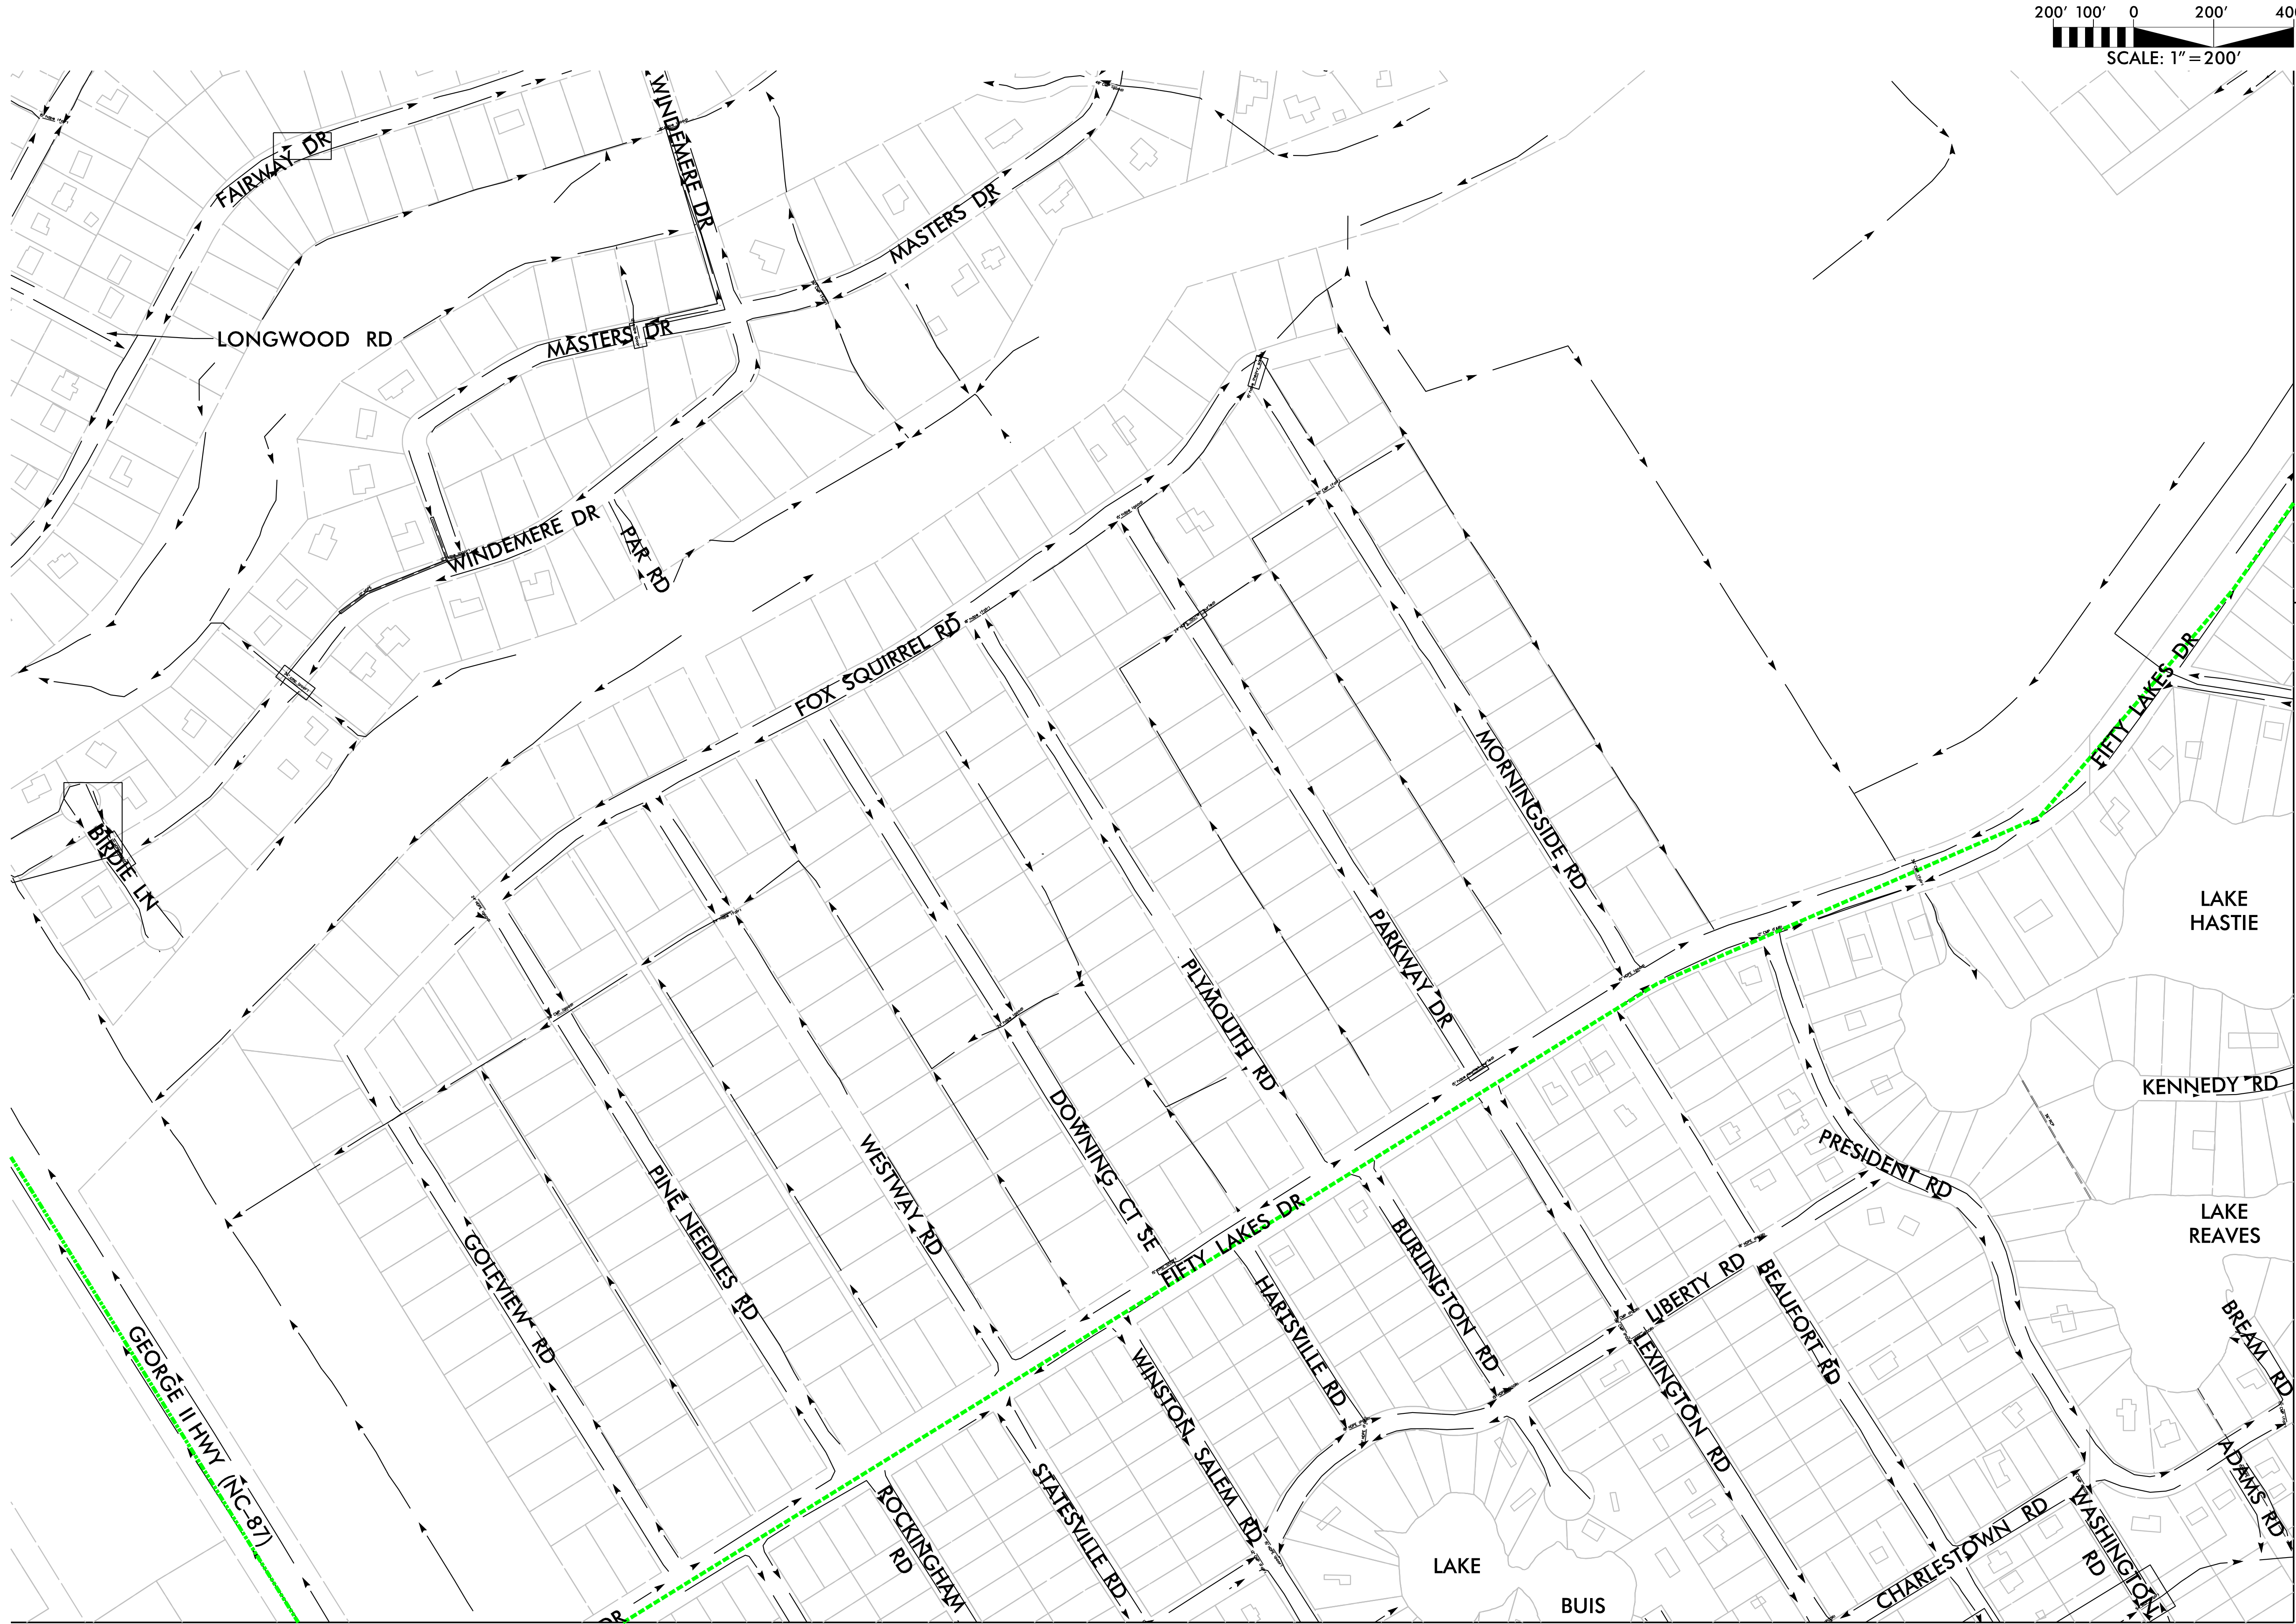 200' 100' 0 200'
SCALE: 1"=200'
WINDEMERE DR
FAIRWAY DR
MASTERS DR
LONGWOOD RD
MASTERS DR
WINDEMERE DR
PAR RD
FOX SQUIRREL RD
FIFTY LAKES DR
MORNINGSIDE RD
BIRDIE LN
LAKE
HASTIE
PARKWAY DR
PLYMOUTH RD
KENNEDY RD
DOWNING CT SE
WESTWAY RD
PINE NEEDLES RD
PRESIDENT RD
LAKE
REAVES
GOLFVIEW RD
FIFTY LAKES DR
BURLINGTON RD
HARTSVILLE RD
LIBERTY RD
BEAUFORT RD
BREAM RD
GEORGE II HWY (NC-87)
WINSTON SALEM RD
LEXINGTON RD
STATESVILLE RD
ROCKINGHAM
RD
ADAMS RD
CHARLESTOWN RD
WASHINGTON
RD
LAKE
BUIS
DR